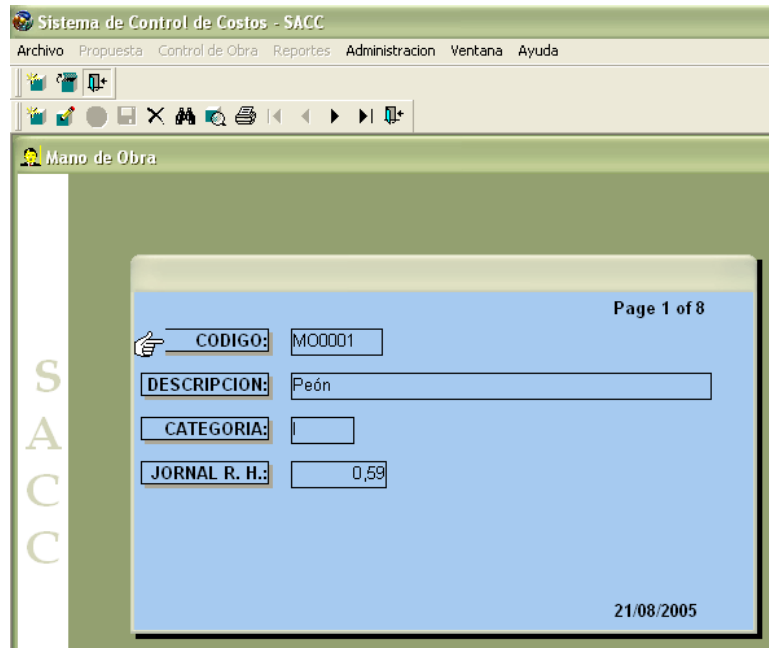 Sistema de Control de Costos - SACC
Archivo Propuesta Control de Obra Reportes Administracion Ventana Ayuda
Mano de Obra
Page 1 of 8
CODIGO: MO0001
DESCRIPCION: Peón
CATEGORIA: I
JORNAL R. H.: 0,59
S
A
C
C
21/08/2005